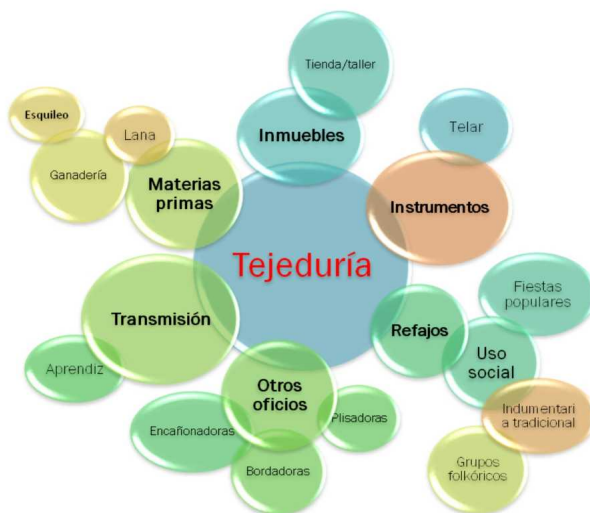 Tienda/taller
Esquileo
Lana
Inmuebles
Telar
Ganadería
Materias
primas
Instrumentos
Tejeduría
Fiestas
populares
Transmisión
Refajos
Uso
social
Aprendiz
Otros
oficios
Encañonadoras
Plisadoras
Indumentari
a tradicional
Bordadoras
Grupos
folkóricos